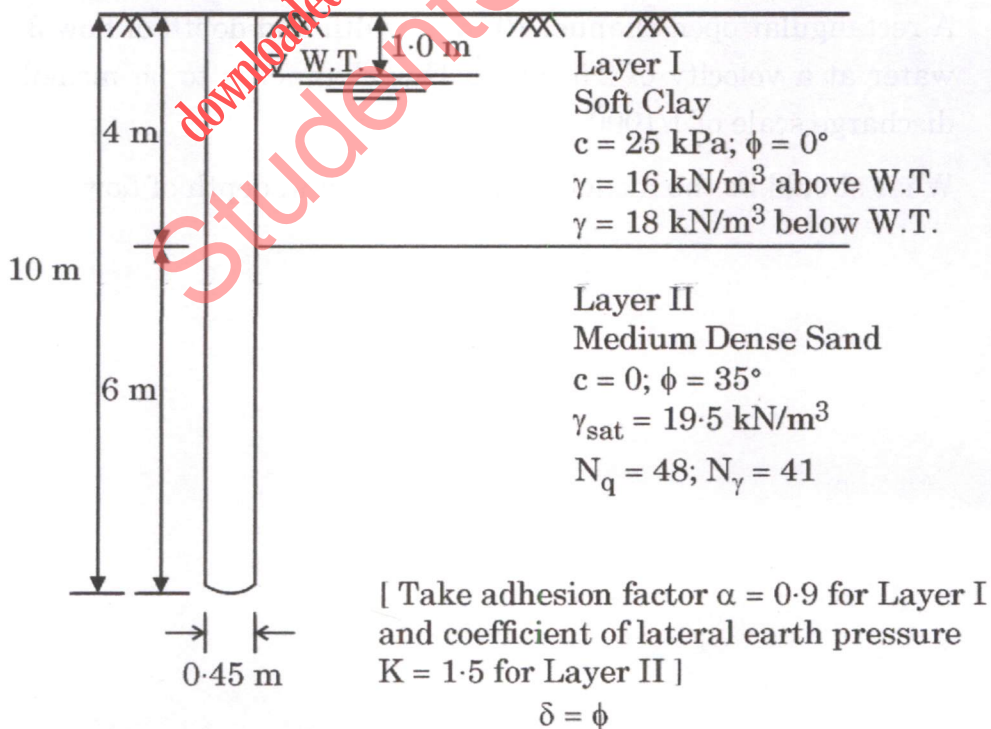 downloaded
Student
1·0 m
W.T.
4 m
10 m
6 m
0·45 m
Layer I
Soft Clay
c = 25 kPa; ϕ = 0°
γ = 16 kN/m³ above W.T.
γ = 18 kN/m³ below W.T.
Layer II
Medium Dense Sand
c = 0; ϕ = 35°
γsat = 19·5 kN/m³
Nq = 48; Nγ = 41
[ Take adhesion factor α = 0·9 for Layer I
and coefficient of lateral earth pressure
K = 1·5 for Layer II ]
δ = ϕ